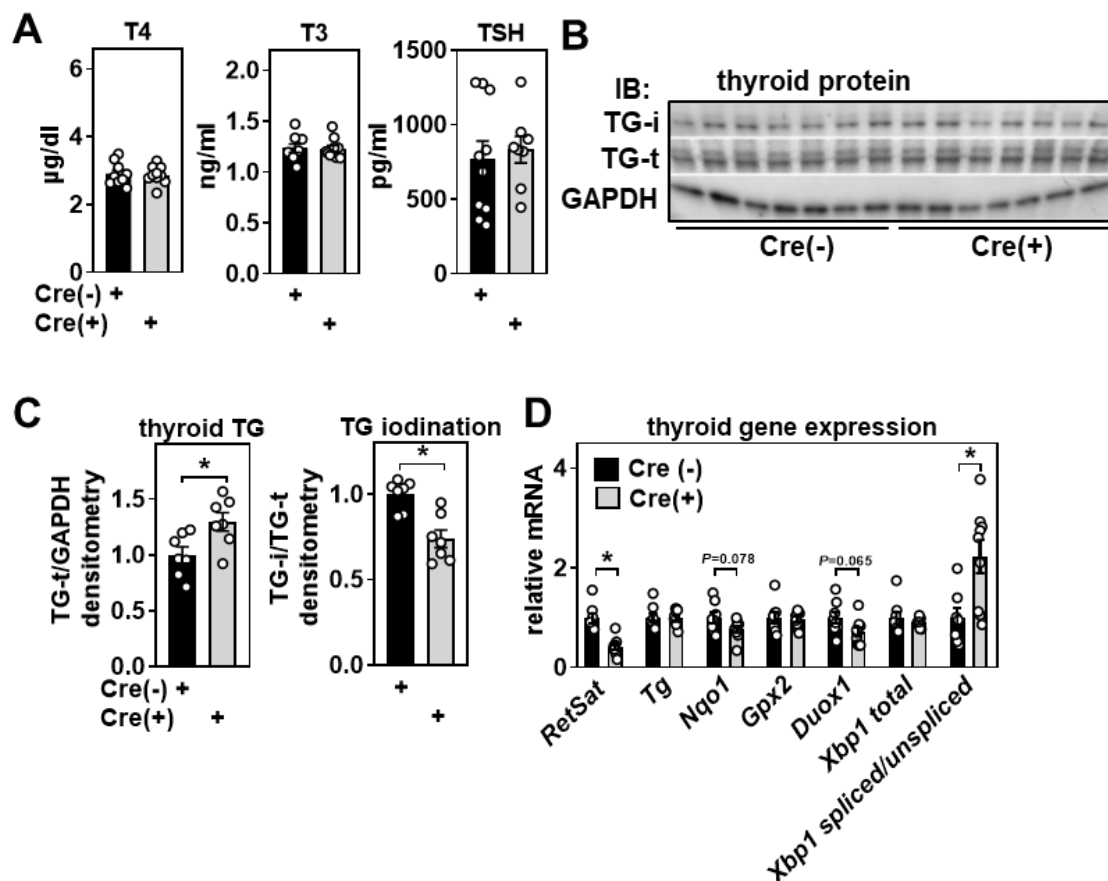 A
T4
T3
TSH
µg/dl
6
4
2
0
ng/ml
2.0
1.5
1.0
0.5
0.0
pg/ml
1500
1000
500
0
Cre(-) +
+
+
Cre(+) +
+
+
B
IB: thyroid protein
TG-i
TG-t
GAPDH
Cre(-) Cre(+)
C
thyroid TG
TG-t/GAPDH
densitometry
1.5
1.0
0.5
0.0
*
Cre(-) +
Cre(+) +
TG iodination
TG-i/TG-t
densitometry
1.0
0.5
0.0
*
+
+
D
thyroid gene expression
relative mRNA
4
2
0
Cre (-)
Cre(+)
*
P=0.078
P=0.065
*
RetSat
Tg
Nqo1
Gpx2
Duox1
Xbp1 total
Xbp1 spliced/unspliced